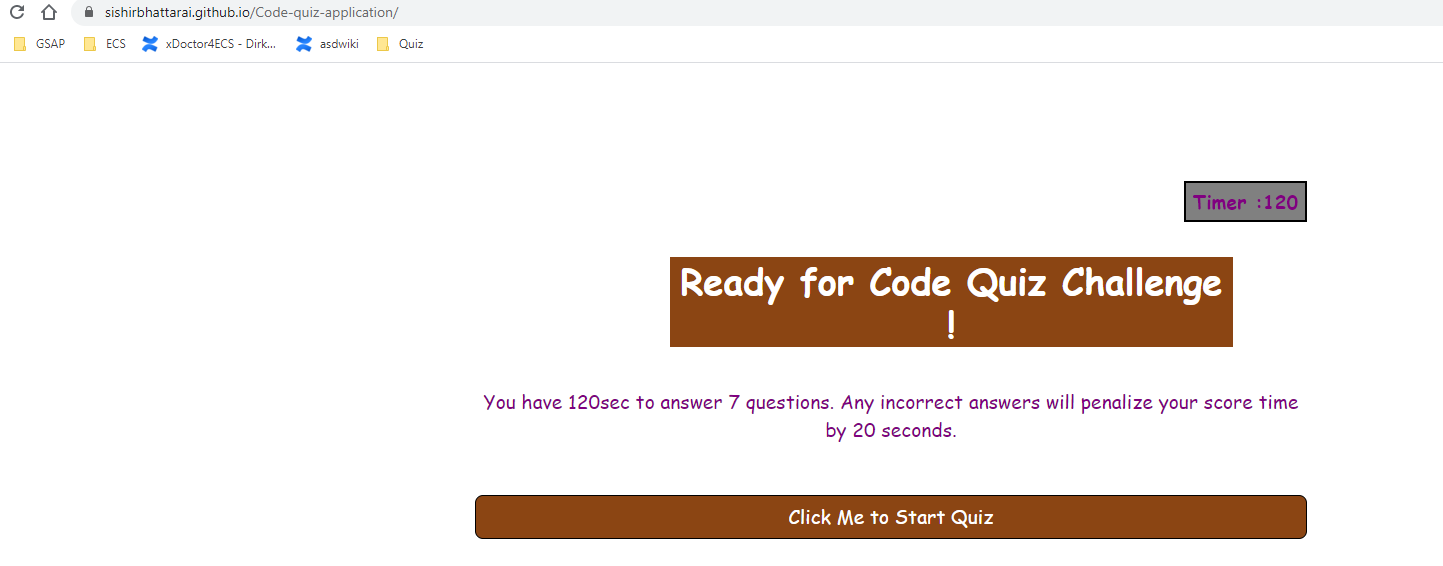 sishirbhattarai.github.io/Code-quiz-application/
GSAP ECS xDoctor4ECS - Dirk... asdwiki Quiz
Timer :120
Ready for Code Quiz Challenge
!
You have 120sec to answer 7 questions. Any incorrect answers will penalize your score time
by 20 seconds.
Click Me to Start Quiz